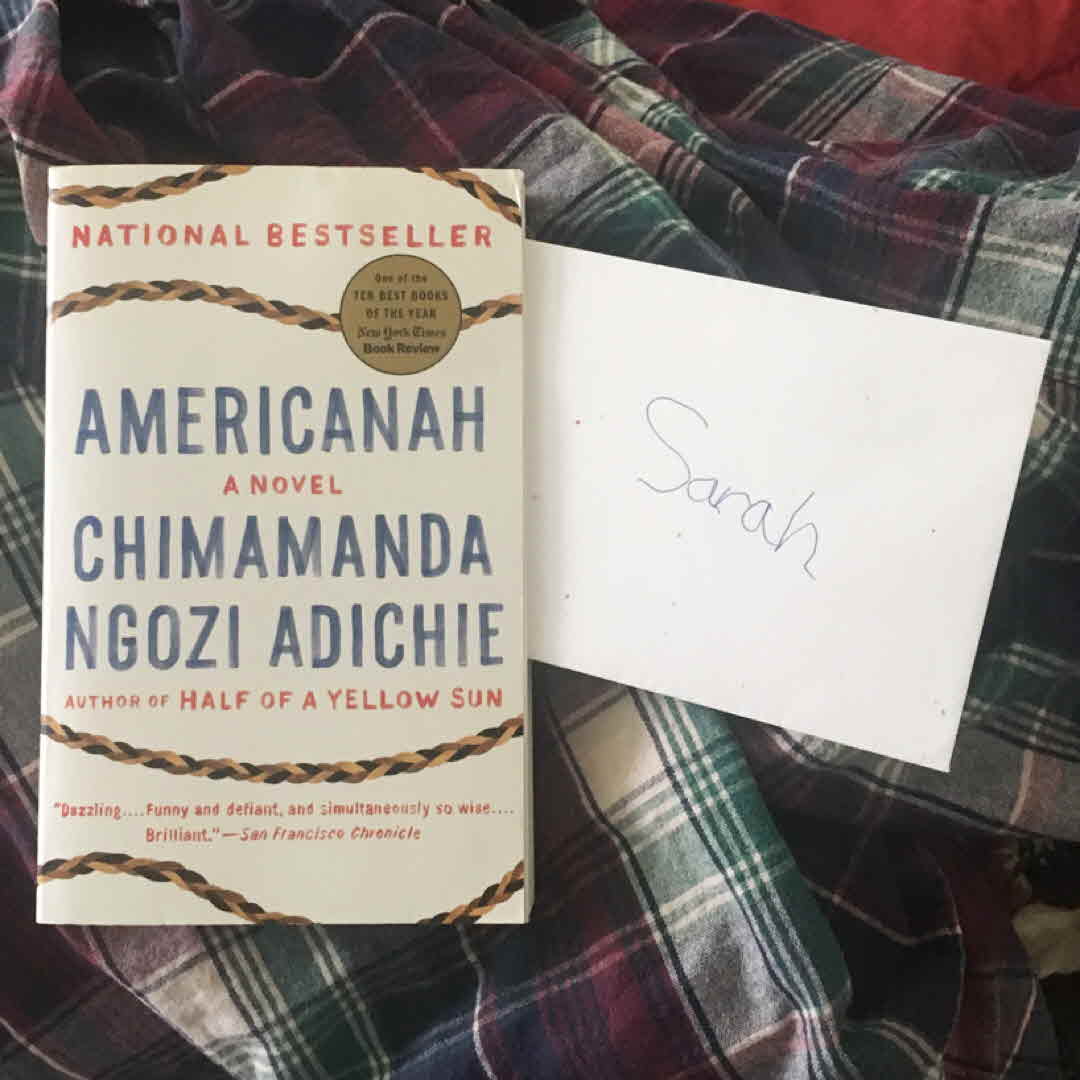 NATIONAL BESTSELLER
One of the
TEN BEST BOOKS
OF THE YEAR
New York Times
Book Review
AMERICANAH
A NOVEL
CHIMAMANDA
NGOZI ADICHIE
AUTHOR OF HALF OF A YELLOW SUN
"Dazzling....Funny and defiant, and simultaneously so wise....
Brilliant."—San Francisco Chronicle
Sarah